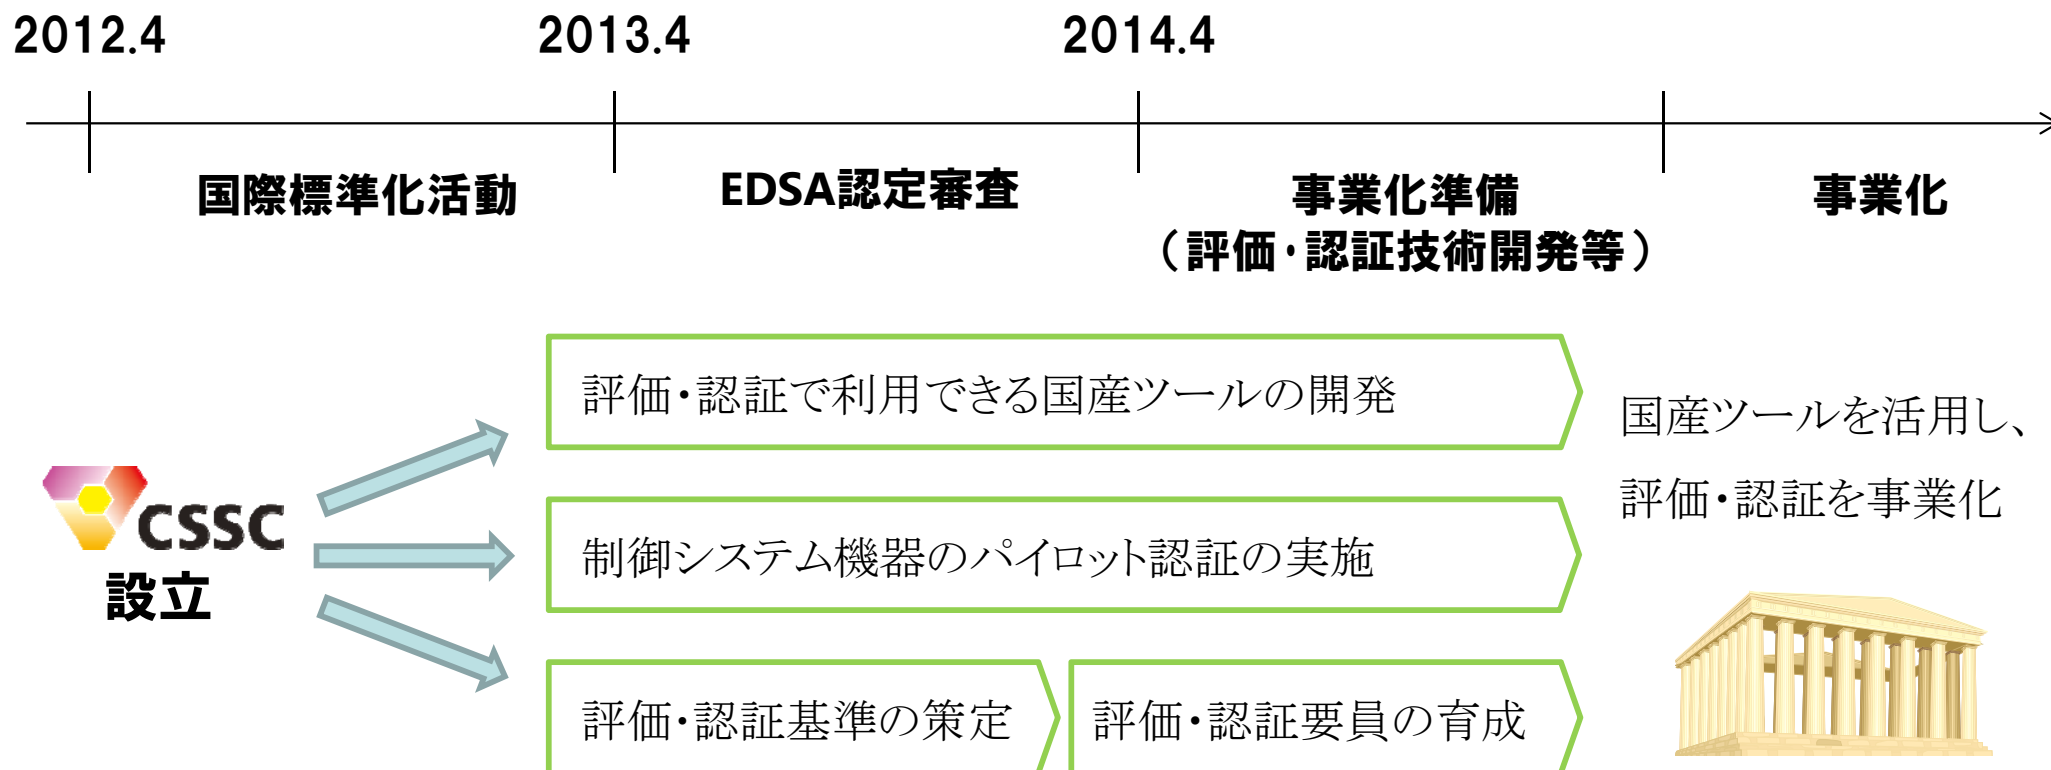 2012.4
2013.4
2014.4
国際標準化活動
EDSA認定審査
事業化準備
（評価・認証技術開発等）
事業化
評価・認証で利用できる国産ツールの開発
国産ツールを活用し、
評価・認証を事業化
CSSC
設立
制御システム機器のパイロット認証の実施
評価・認証基準の策定
評価・認証要員の育成